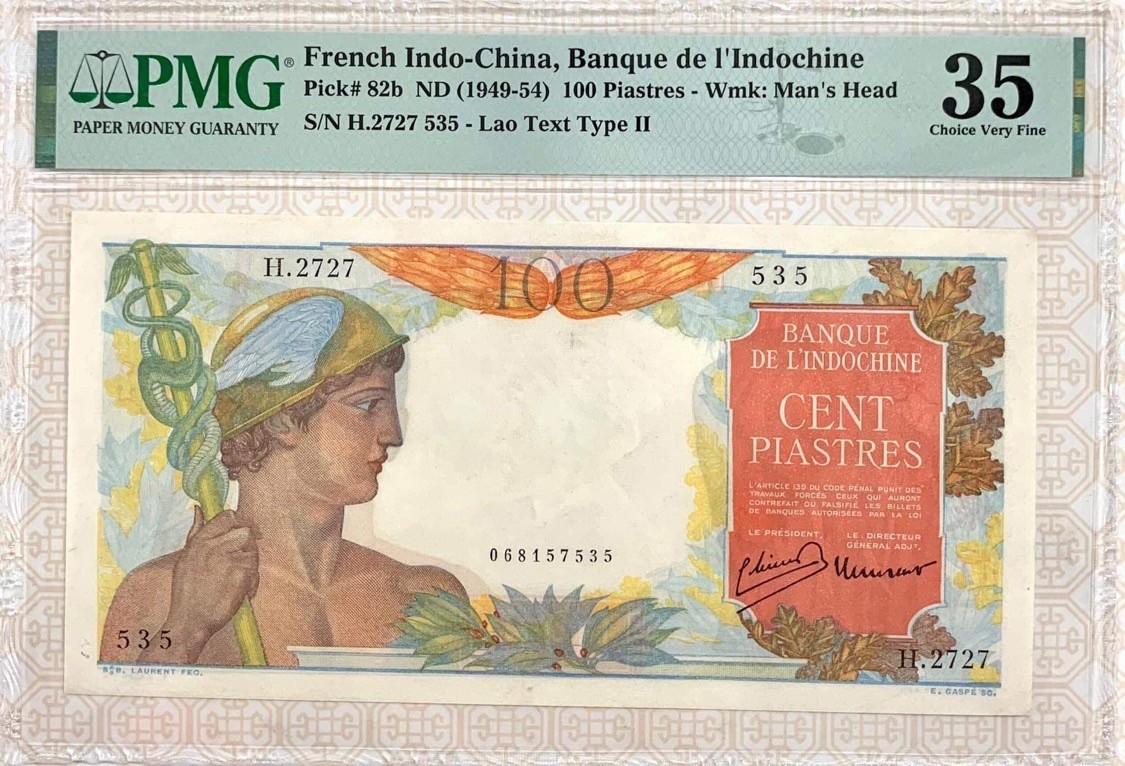 PMG®
PAPER MONEY GUARANTY
French Indo-China, Banque de l'Indochine
Pick# 82b ND (1949-54) 100 Piastres - Wmk: Man's Head
S/N H.2727 535 - Lao Text Type II
35
Choice Very Fine
H.2727
100
535
BANQUE
DE L'INDOCHINE
CENT
PIASTRES
L'ARTICLE 139 DU CODE PÉNAL PUNIT DES
TRAVAUX FORCÉS CEUX QUI AURONT
CONTREFAIT OU FALSIFIÉ LES BILLETS
DE BANQUES AUTORISÉES PAR LA LOI
LE PRÉSIDENT,
LE DIRECTEUR
GÉNÉRAL ADJT,
068157535
535
H.2727
SÉB. LAURENT FEC.
E. GASPÉ SC.